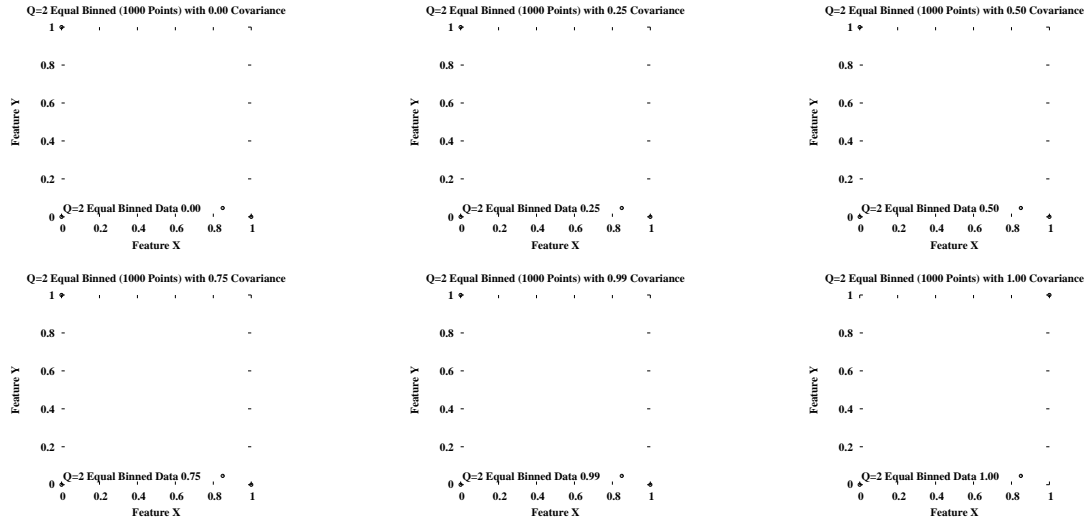 Q=2 Equal Binned (1000 Points) with 0.00 Covariance
1
0.8
0.6
0.4
0.2
0
Feature Y
Q=2 Equal Binned Data 0.00
0 0.2 0.4 0.6 0.8 1
Feature X
Q=2 Equal Binned (1000 Points) with 0.25 Covariance
1
0.8
0.6
0.4
0.2
0
Feature Y
Q=2 Equal Binned Data 0.25
0 0.2 0.4 0.6 0.8 1
Feature X
Q=2 Equal Binned (1000 Points) with 0.50 Covariance
1
0.8
0.6
0.4
0.2
0
Feature Y
Q=2 Equal Binned Data 0.50
0 0.2 0.4 0.6 0.8 1
Feature X
Q=2 Equal Binned (1000 Points) with 0.75 Covariance
1
0.8
0.6
0.4
0.2
0
Feature Y
Q=2 Equal Binned Data 0.75
0 0.2 0.4 0.6 0.8 1
Feature X
Q=2 Equal Binned (1000 Points) with 0.99 Covariance
1
0.8
0.6
0.4
0.2
0
Feature Y
Q=2 Equal Binned Data 0.99
0 0.2 0.4 0.6 0.8 1
Feature X
Q=2 Equal Binned (1000 Points) with 1.00 Covariance
1
0.8
0.6
0.4
0.2
0
Feature Y
Q=2 Equal Binned Data 1.00
0 0.2 0.4 0.6 0.8 1
Feature X